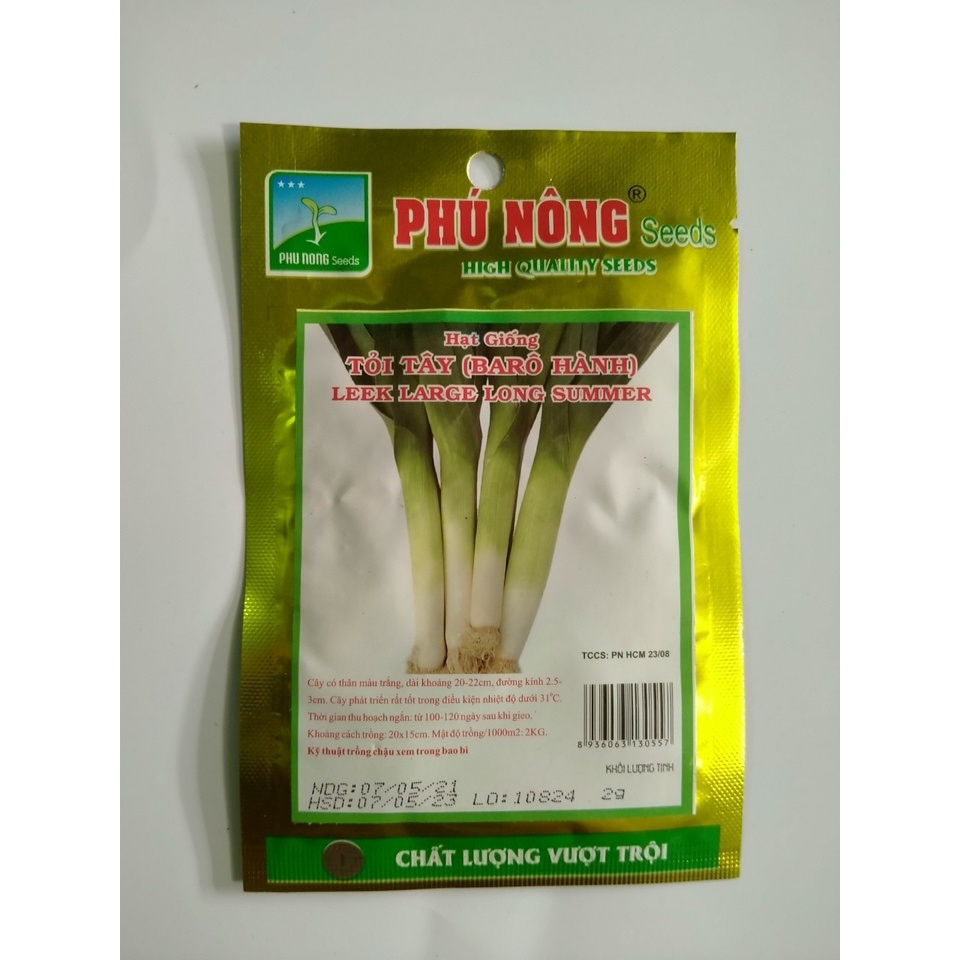 PHÚ NÔNG® Seeds
PHU NONG Seeds
HIGH QUALITY SEEDS
Hạt Giống
TỎI TÂY (BARÔ HÀNH)
LEEK LARGE LONG SUMMER
TCCS: PN HCM 23/08
Cây có thân màu trắng, dài khoảng 20-22cm, đường kính 2.5-
3cm. Cây phát triển rất tốt trong điều kiện nhiệt độ dưới 31°C.
Thời gian thu hoạch ngắn: từ 100-120 ngày sau khi gieo.
Khoảng cách trồng: 20x15cm. Mật độ trồng/1000m2: 2KG.
Kỹ thuật trồng chậu xem trong bao bì
8 936063 130557
KHỐI LƯỢNG TỊNH
NDG:07/05/21
HSD:07/05/23 LO:10824 2g
CHẤT LƯỢNG VƯỢT TRỘI